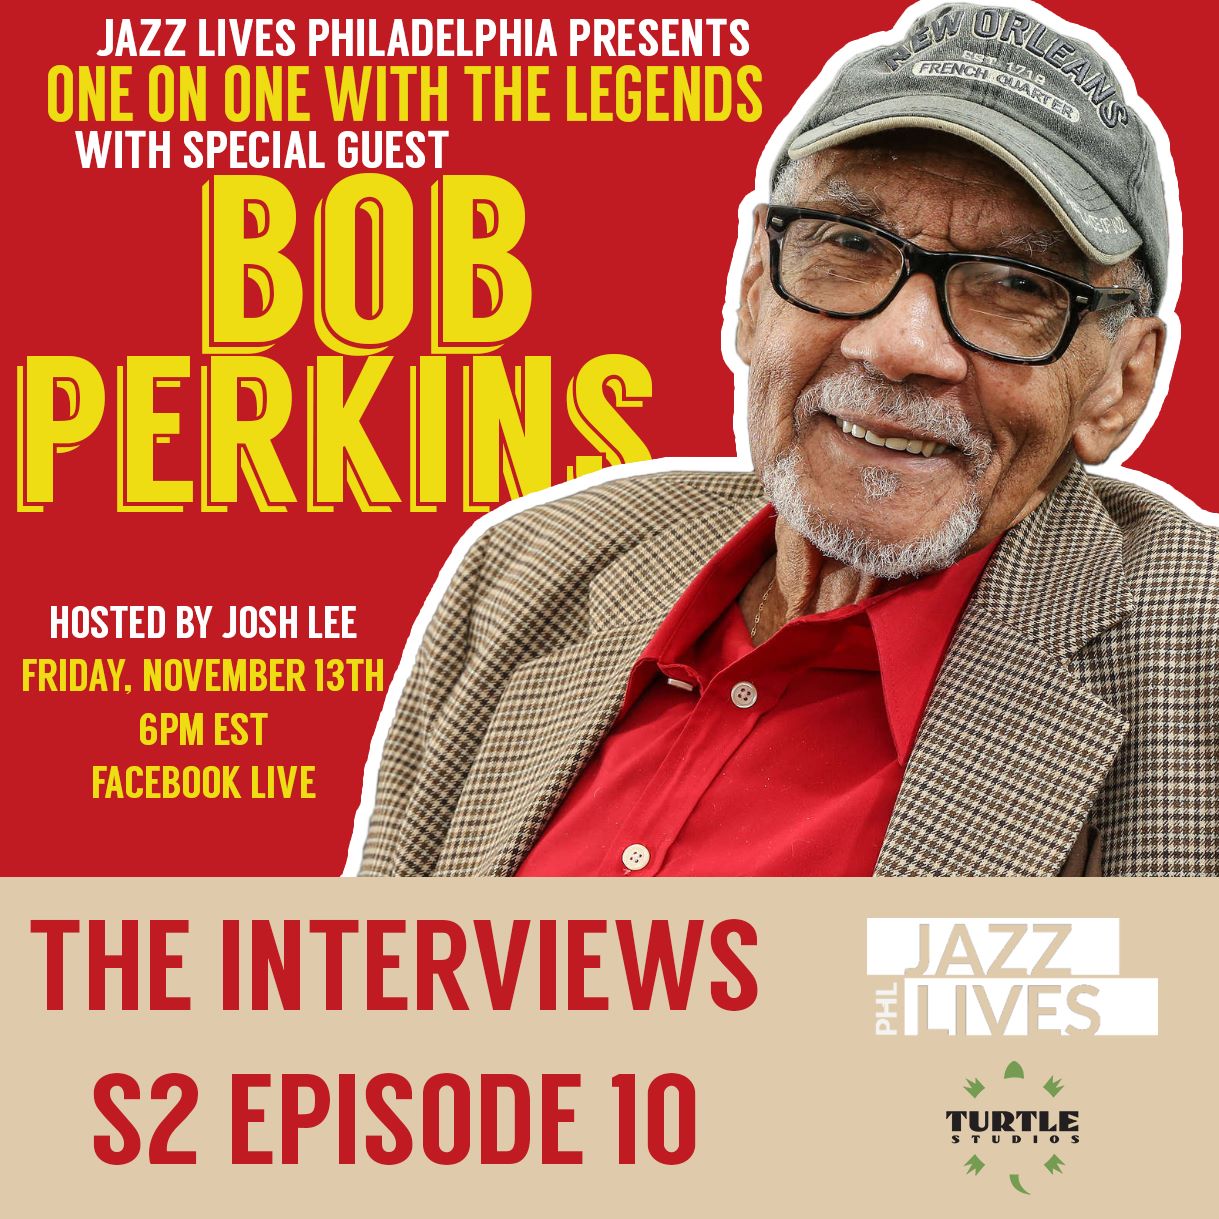 JAZZ LIVES PHILADELPHIA PRESENTS
ONE ON ONE WITH THE LEGENDS
WITH SPECIAL GUEST
BOB
PERKINS
NEW ORLEANS
EST. 1718
FRENCH QUARTER
HOSTED BY JOSH LEE
FRIDAY, NOVEMBER 13TH
6PM EST
FACEBOOK LIVE
THE INTERVIEWS
S2 EPISODE 10
JAZZ
PHL LIVES
TURTLE
STUDIOS